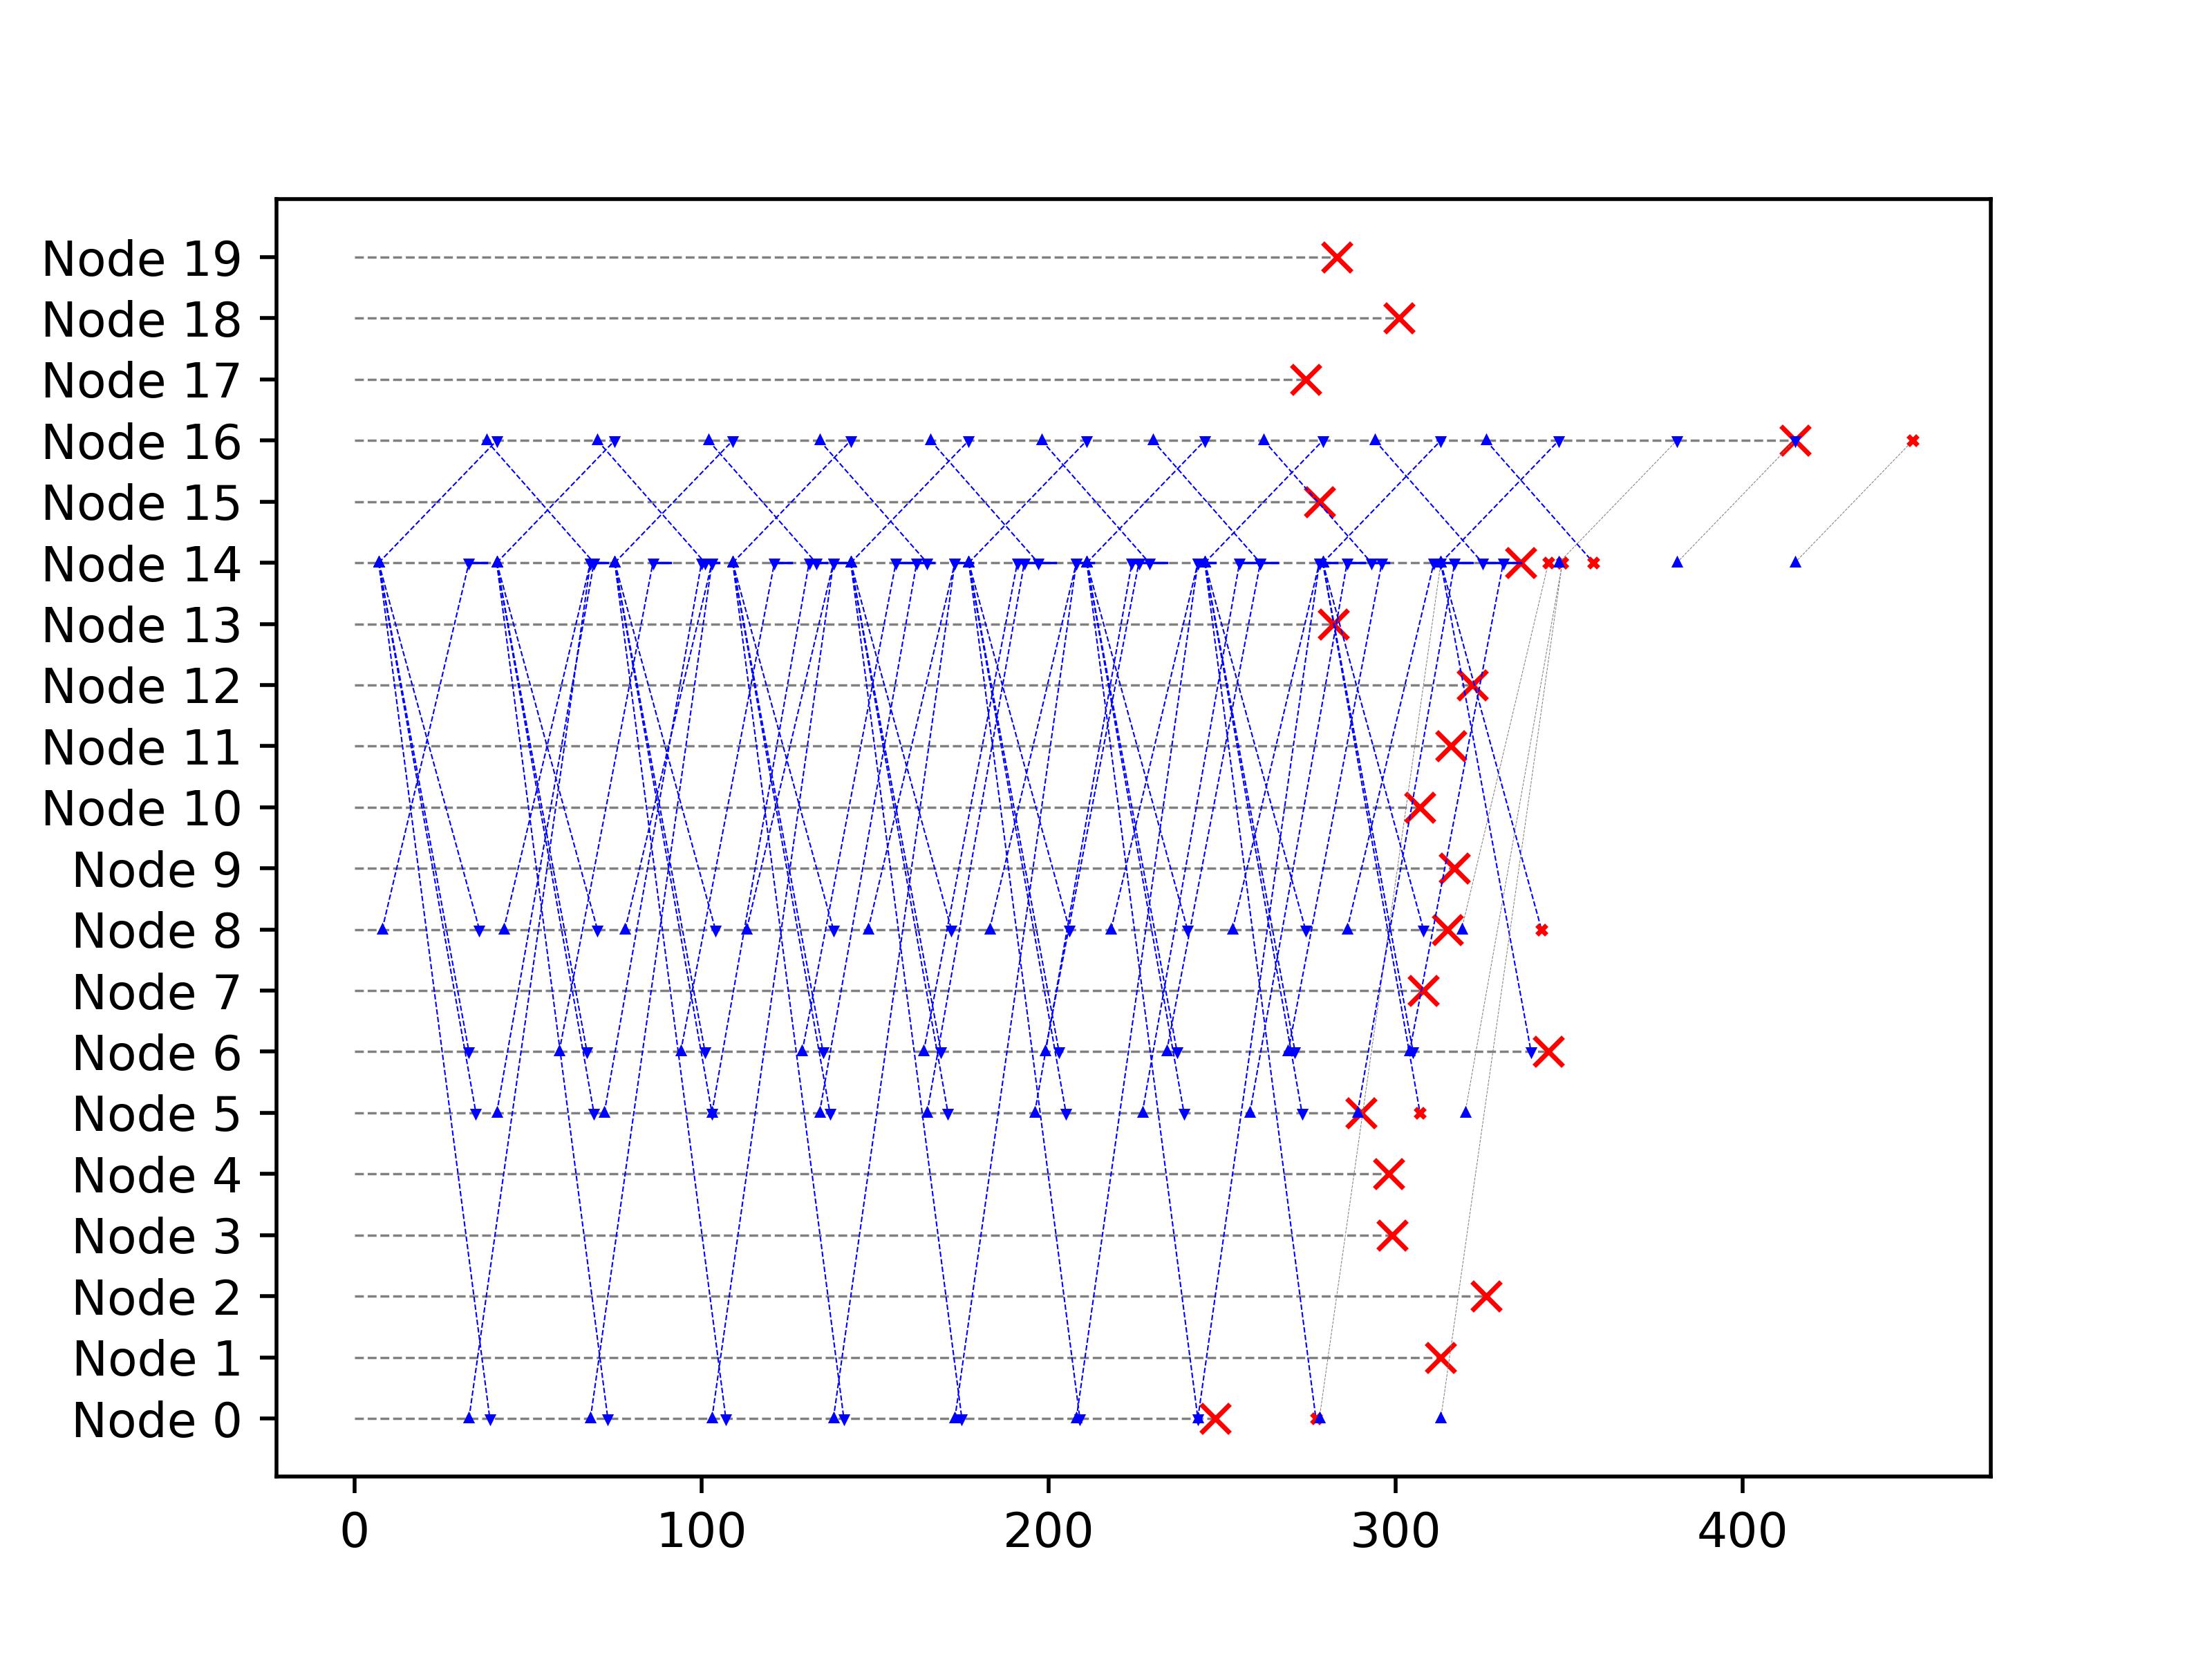 Node 19
Node 18
Node 17
Node 16
Node 15
Node 14
Node 13
Node 12
Node 11
Node 10
Node 9
Node 8
Node 7
Node 6
Node 5
Node 4
Node 3
Node 2
Node 1
Node 0
0 100 200 300 400